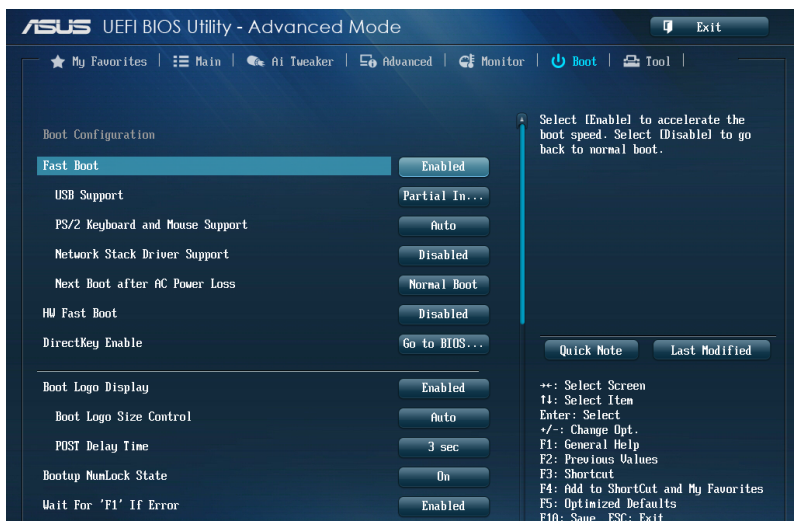 ASUS UEFI BIOS Utility - Advanced Mode
Exit
My Favorites | Main | Ai Tweaker | Advanced | Monitor | Boot | Tool |
Boot Configuration
Fast Boot Enabled
USB Support Partial In...
PS/2 Keyboard and Mouse Support Auto
Network Stack Driver Support Disabled
Next Boot after AC Power Loss Normal Boot
HW Fast Boot Disabled
DirectKey Enable Go to BIOS...
Boot Logo Display Enabled
Boot Logo Size Control Auto
POST Delay Time 3 sec
Bootup NumLock State On
Wait For 'F1' If Error Enabled
Select [Enable] to accelerate the
boot speed. Select [Disable] to go
back to normal boot.
Quick Note Last Modified
→←: Select Screen
↑↓: Select Item
Enter: Select
+/-: Change Opt.
F1: General Help
F2: Previous Values
F3: Shortcut
F4: Add to ShortCut and My Favorites
F5: Optimized Defaults
F10: Save ESC: Exit